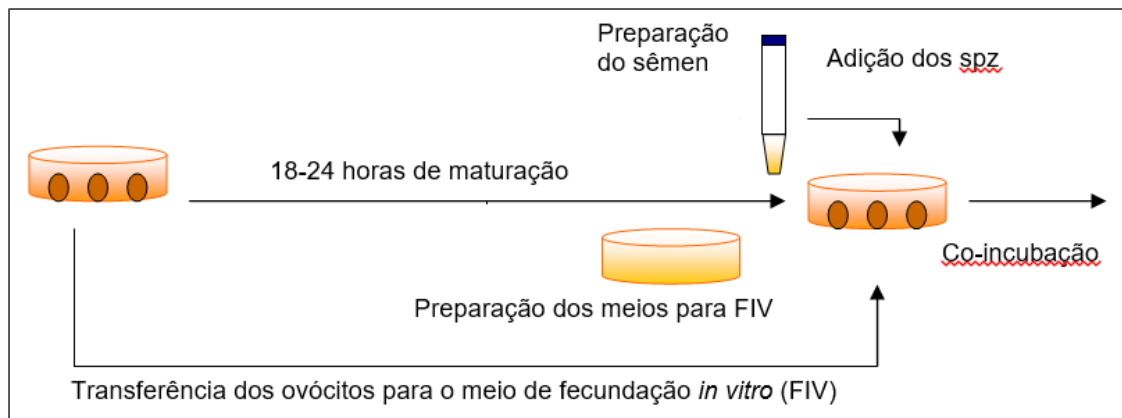 Preparação
do sêmen
Adição dos spz
18-24 horas de maturação
Co-incubação
Preparação dos meios para FIV
Transferência dos ovócitos para o meio de fecundação in vitro (FIV)